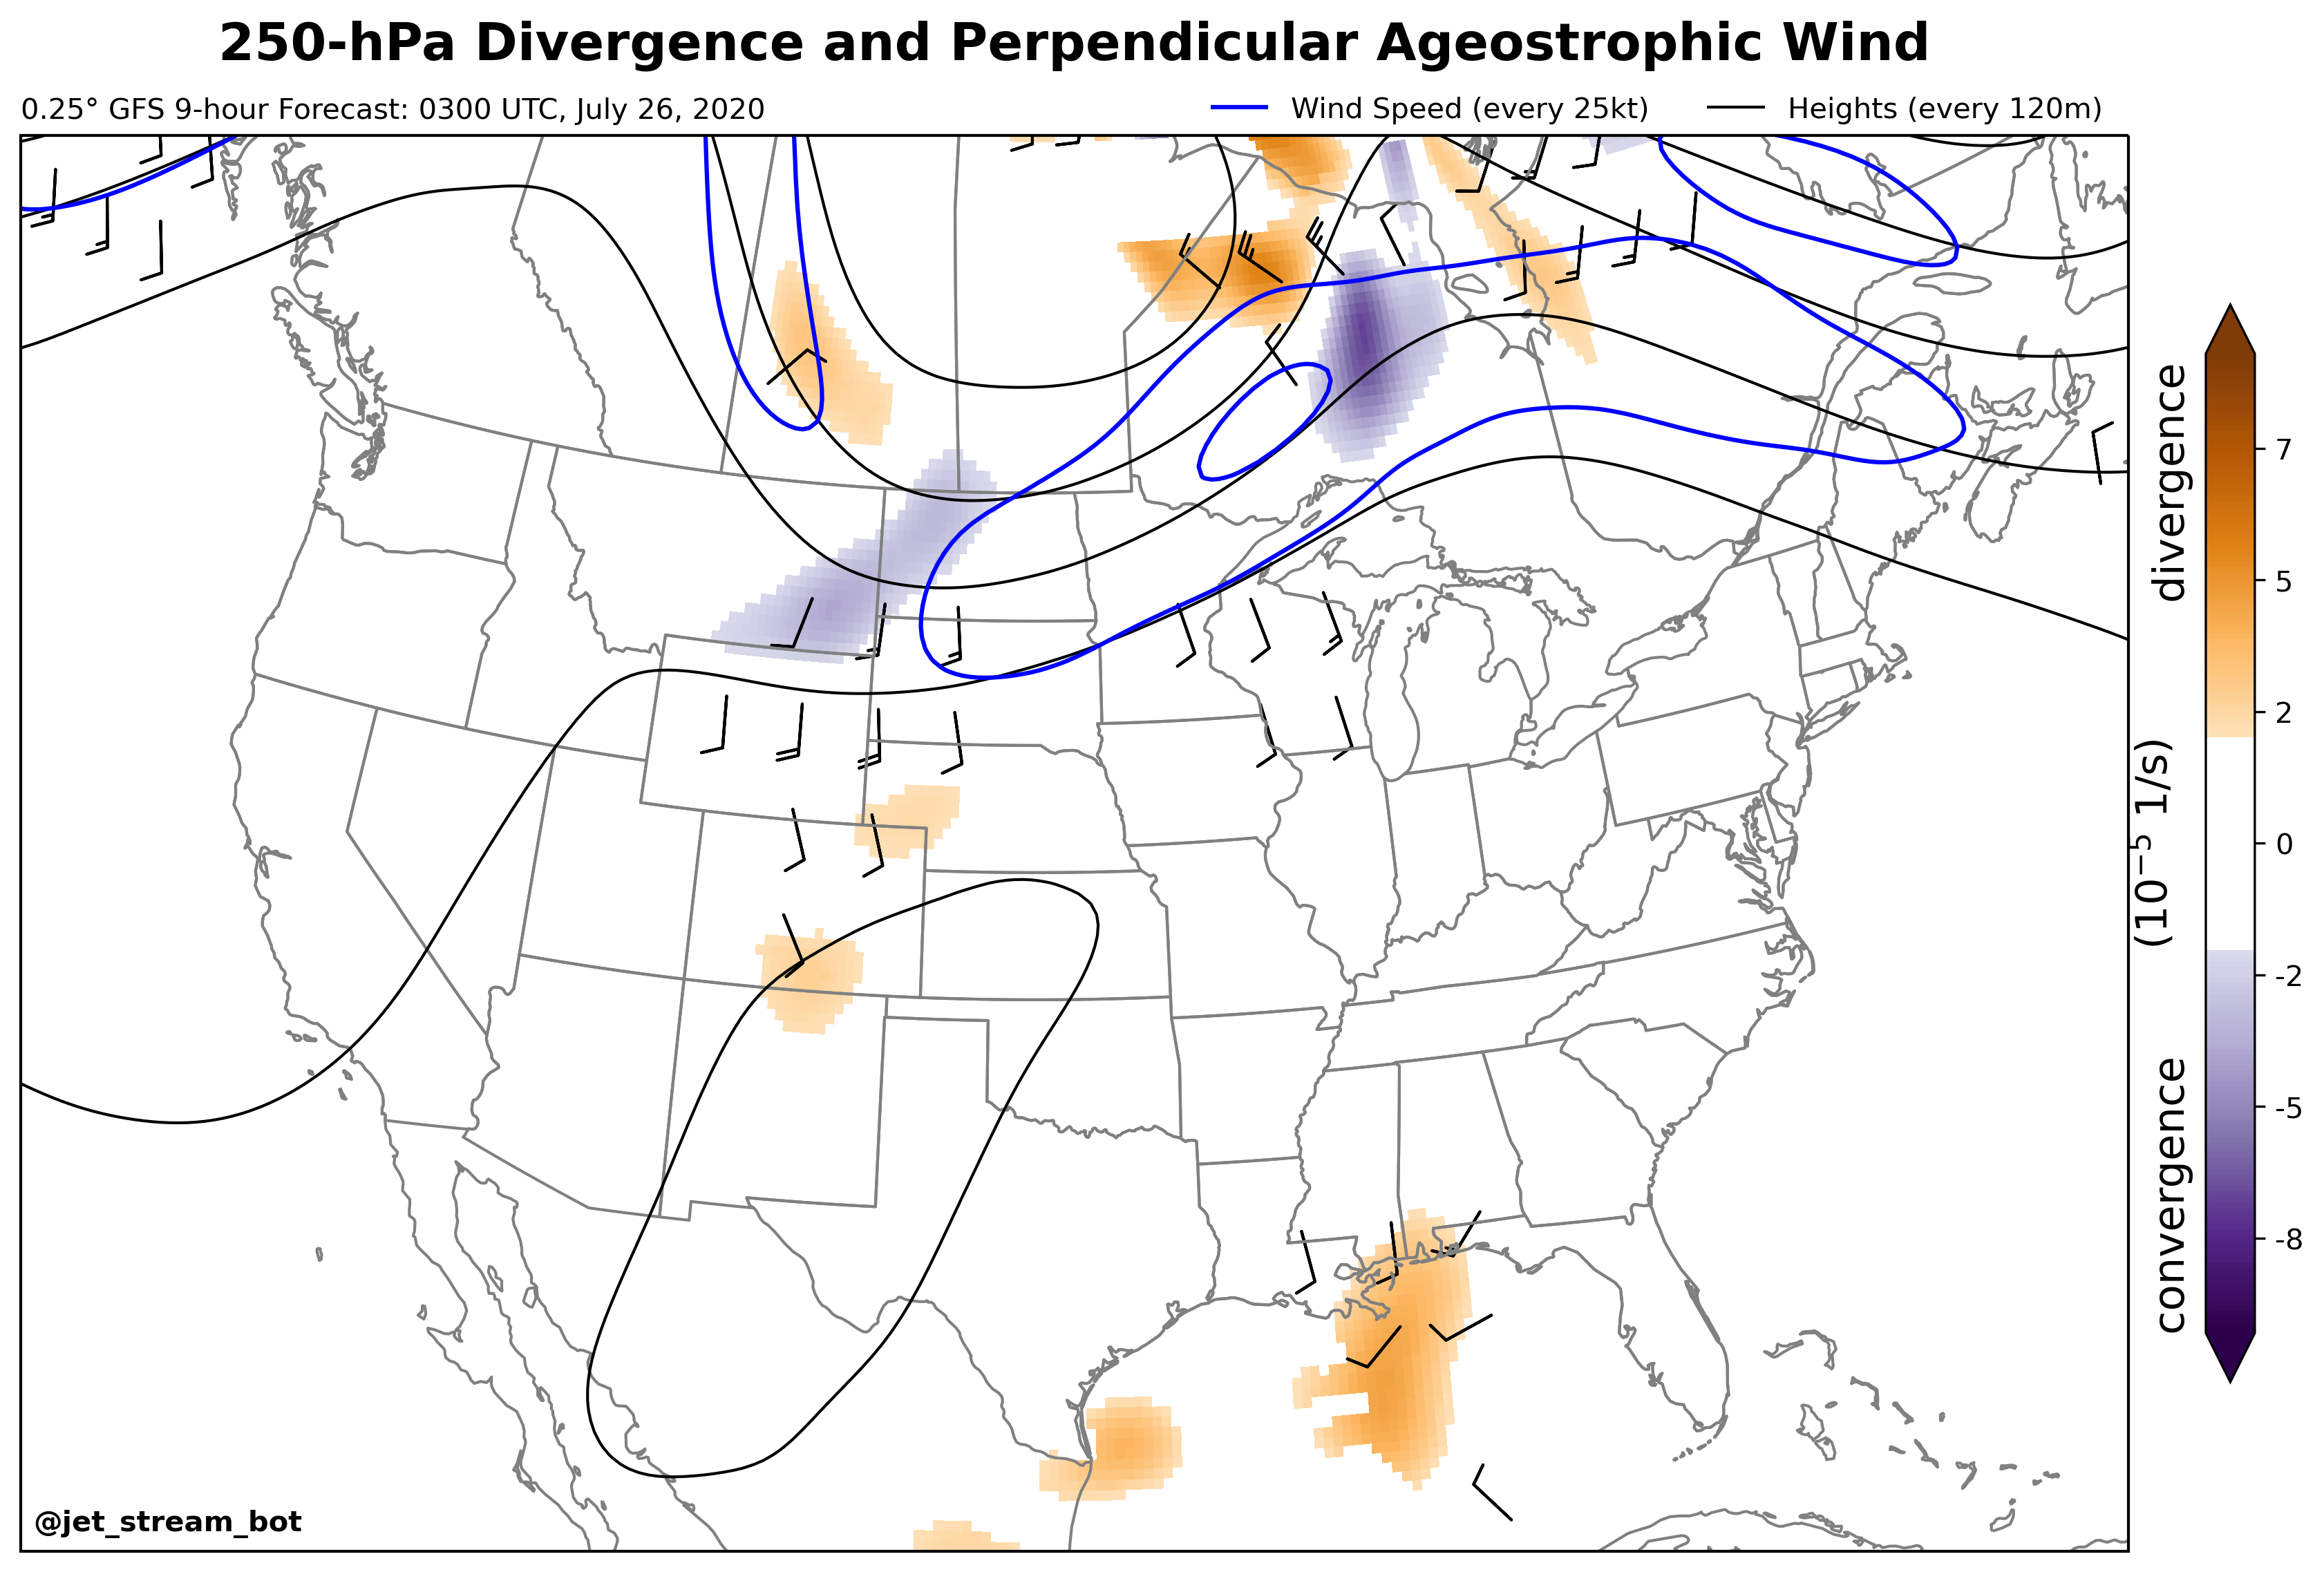 250-hPa Divergence and Perpendicular Ageostrophic Wind
0.25° GFS 9-hour Forecast: 0300 UTC, July 26, 2020
Wind Speed (every 25kt)
Heights (every 120m)
divergence
(10⁻⁵ 1/s)
convergence
7
5
2
0
-2
-5
-8
@jet_stream_bot